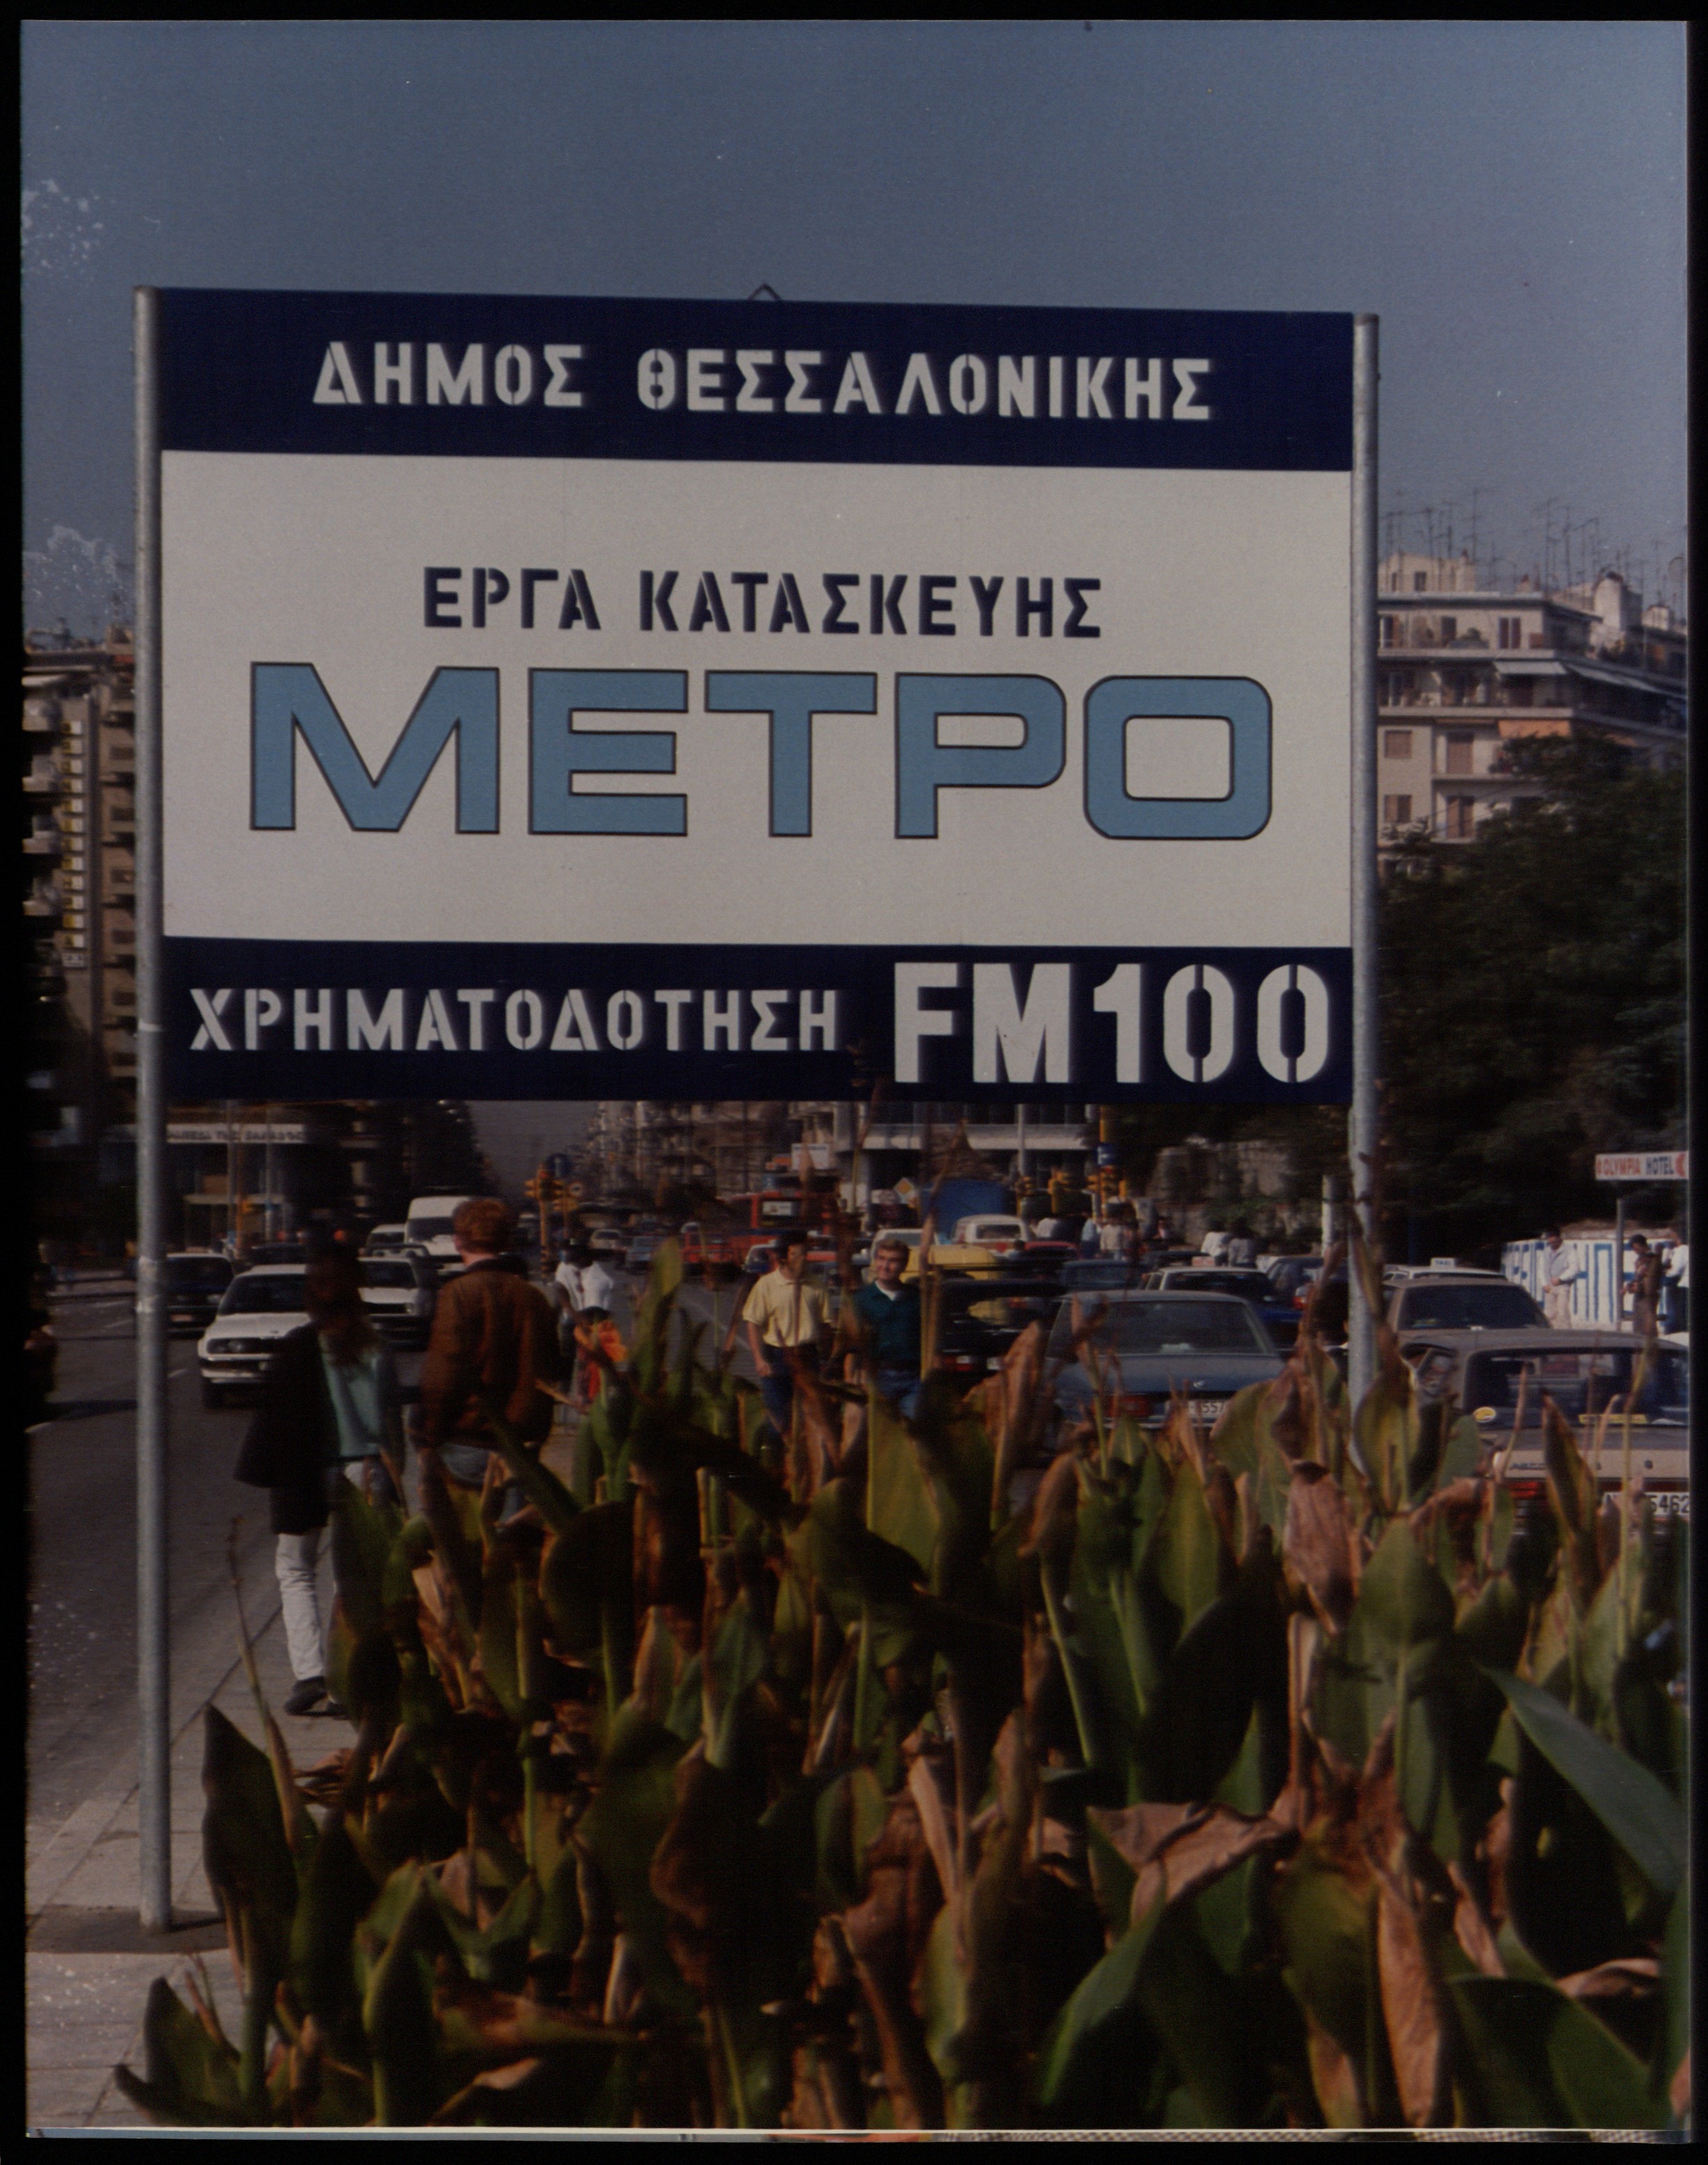 ΔΗΜΟΣ ΘΕΣΣΑΛΟΝΙΚΗΣ
ΕΡΓΑ ΚΑΤΑΣΚΕΥΗΣ
ΜΕΤΡΟ
ΧΡΗΜΑΤΟΔΟΤΗΣΗ FM100
OLYMPIA HOTEL